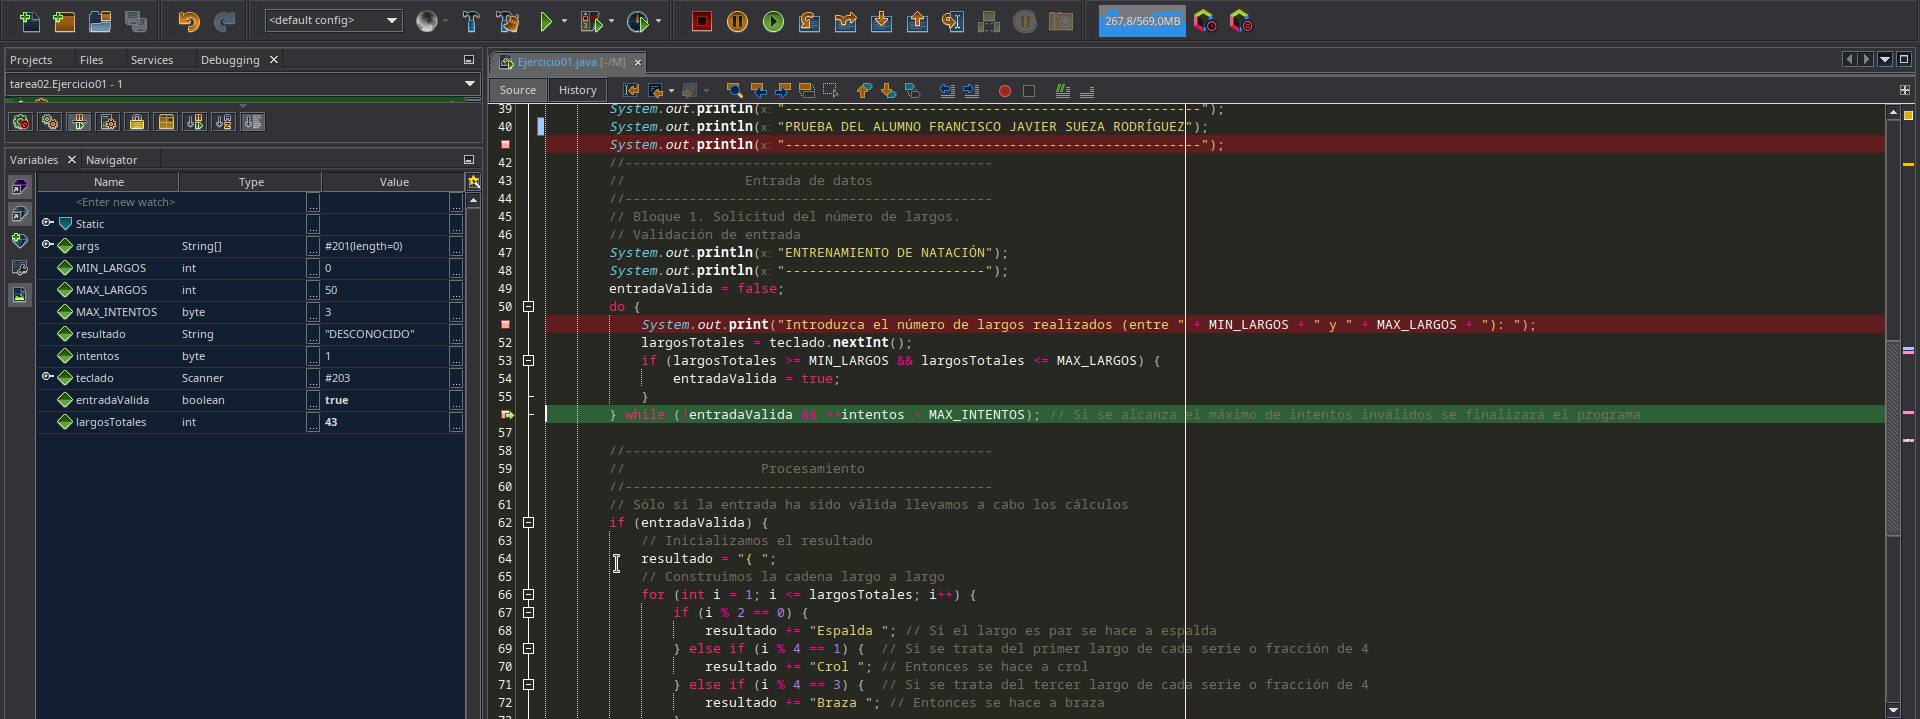 <default config>
267,8/569,0MB
Projects Files Services Debugging
tarea02.Ejercicio01 - 1
Variables Navigator
Name Type Value
<Enter new watch>
Static
args String[] #201(length=0)
MIN_LARGOS int 0
MAX_LARGOS int 50
MAX_INTENTOS byte 3
resultado String "DESCONOCIDO"
intentos byte 1
teclado Scanner #203
entradaValida boolean true
largosTotales int 43
Ejercicio01.java [-/M]
Source History
39 System.out.println(x: "----------------------------------------------------");
40 System.out.println(x: "PRUEBA DEL ALUMNO FRANCISCO JAVIER SUEZA RODRÍGUEZ");
System.out.println(x: "----------------------------------------------------");
42 //----------------------------------------------
43 // Entrada de datos
44 //----------------------------------------------
45 // Bloque 1. Solicitud del número de largos.
46 // Validación de entrada
47 System.out.println(x: "ENTRENAMIENTO DE NATACIÓN");
48 System.out.println(x: "-------------------------");
49 entradaValida = false;
50 do {
System.out.print("Introduzca el número de largos realizados (entre " + MIN_LARGOS + " y " + MAX_LARGOS + "): ");
52 largosTotales = teclado.nextInt();
53 if (largosTotales >= MIN_LARGOS && largosTotales <= MAX_LARGOS) {
54 entradaValida = true;
55 }
} while (!entradaValida && ++intentos < MAX_INTENTOS); // Si se alcanza el máximo de intentos inválidos se finalizará el programa
57
58 //----------------------------------------------
59 // Procesamiento
60 //----------------------------------------------
61 // Sólo si la entrada ha sido válida llevamos a cabo los cálculos
62 if (entradaValida) {
63 // Inicializamos el resultado
64 resultado = "{ ";
65 // Construimos la cadena largo a largo
66 for (int i = 1; i <= largosTotales; i++) {
67 if (i % 2 == 0) {
68 resultado += "Espalda "; // Si el largo es par se hace a espalda
69 } else if (i % 4 == 1) { // Si se trata del primer largo de cada serie o fracción de 4
70 resultado += "Crol "; // Entonces se hace a crol
71 } else if (i % 4 == 3) { // Si se trata del tercer largo de cada serie o fracción de 4
72 resultado += "Braza "; // Entonces se hace a braza